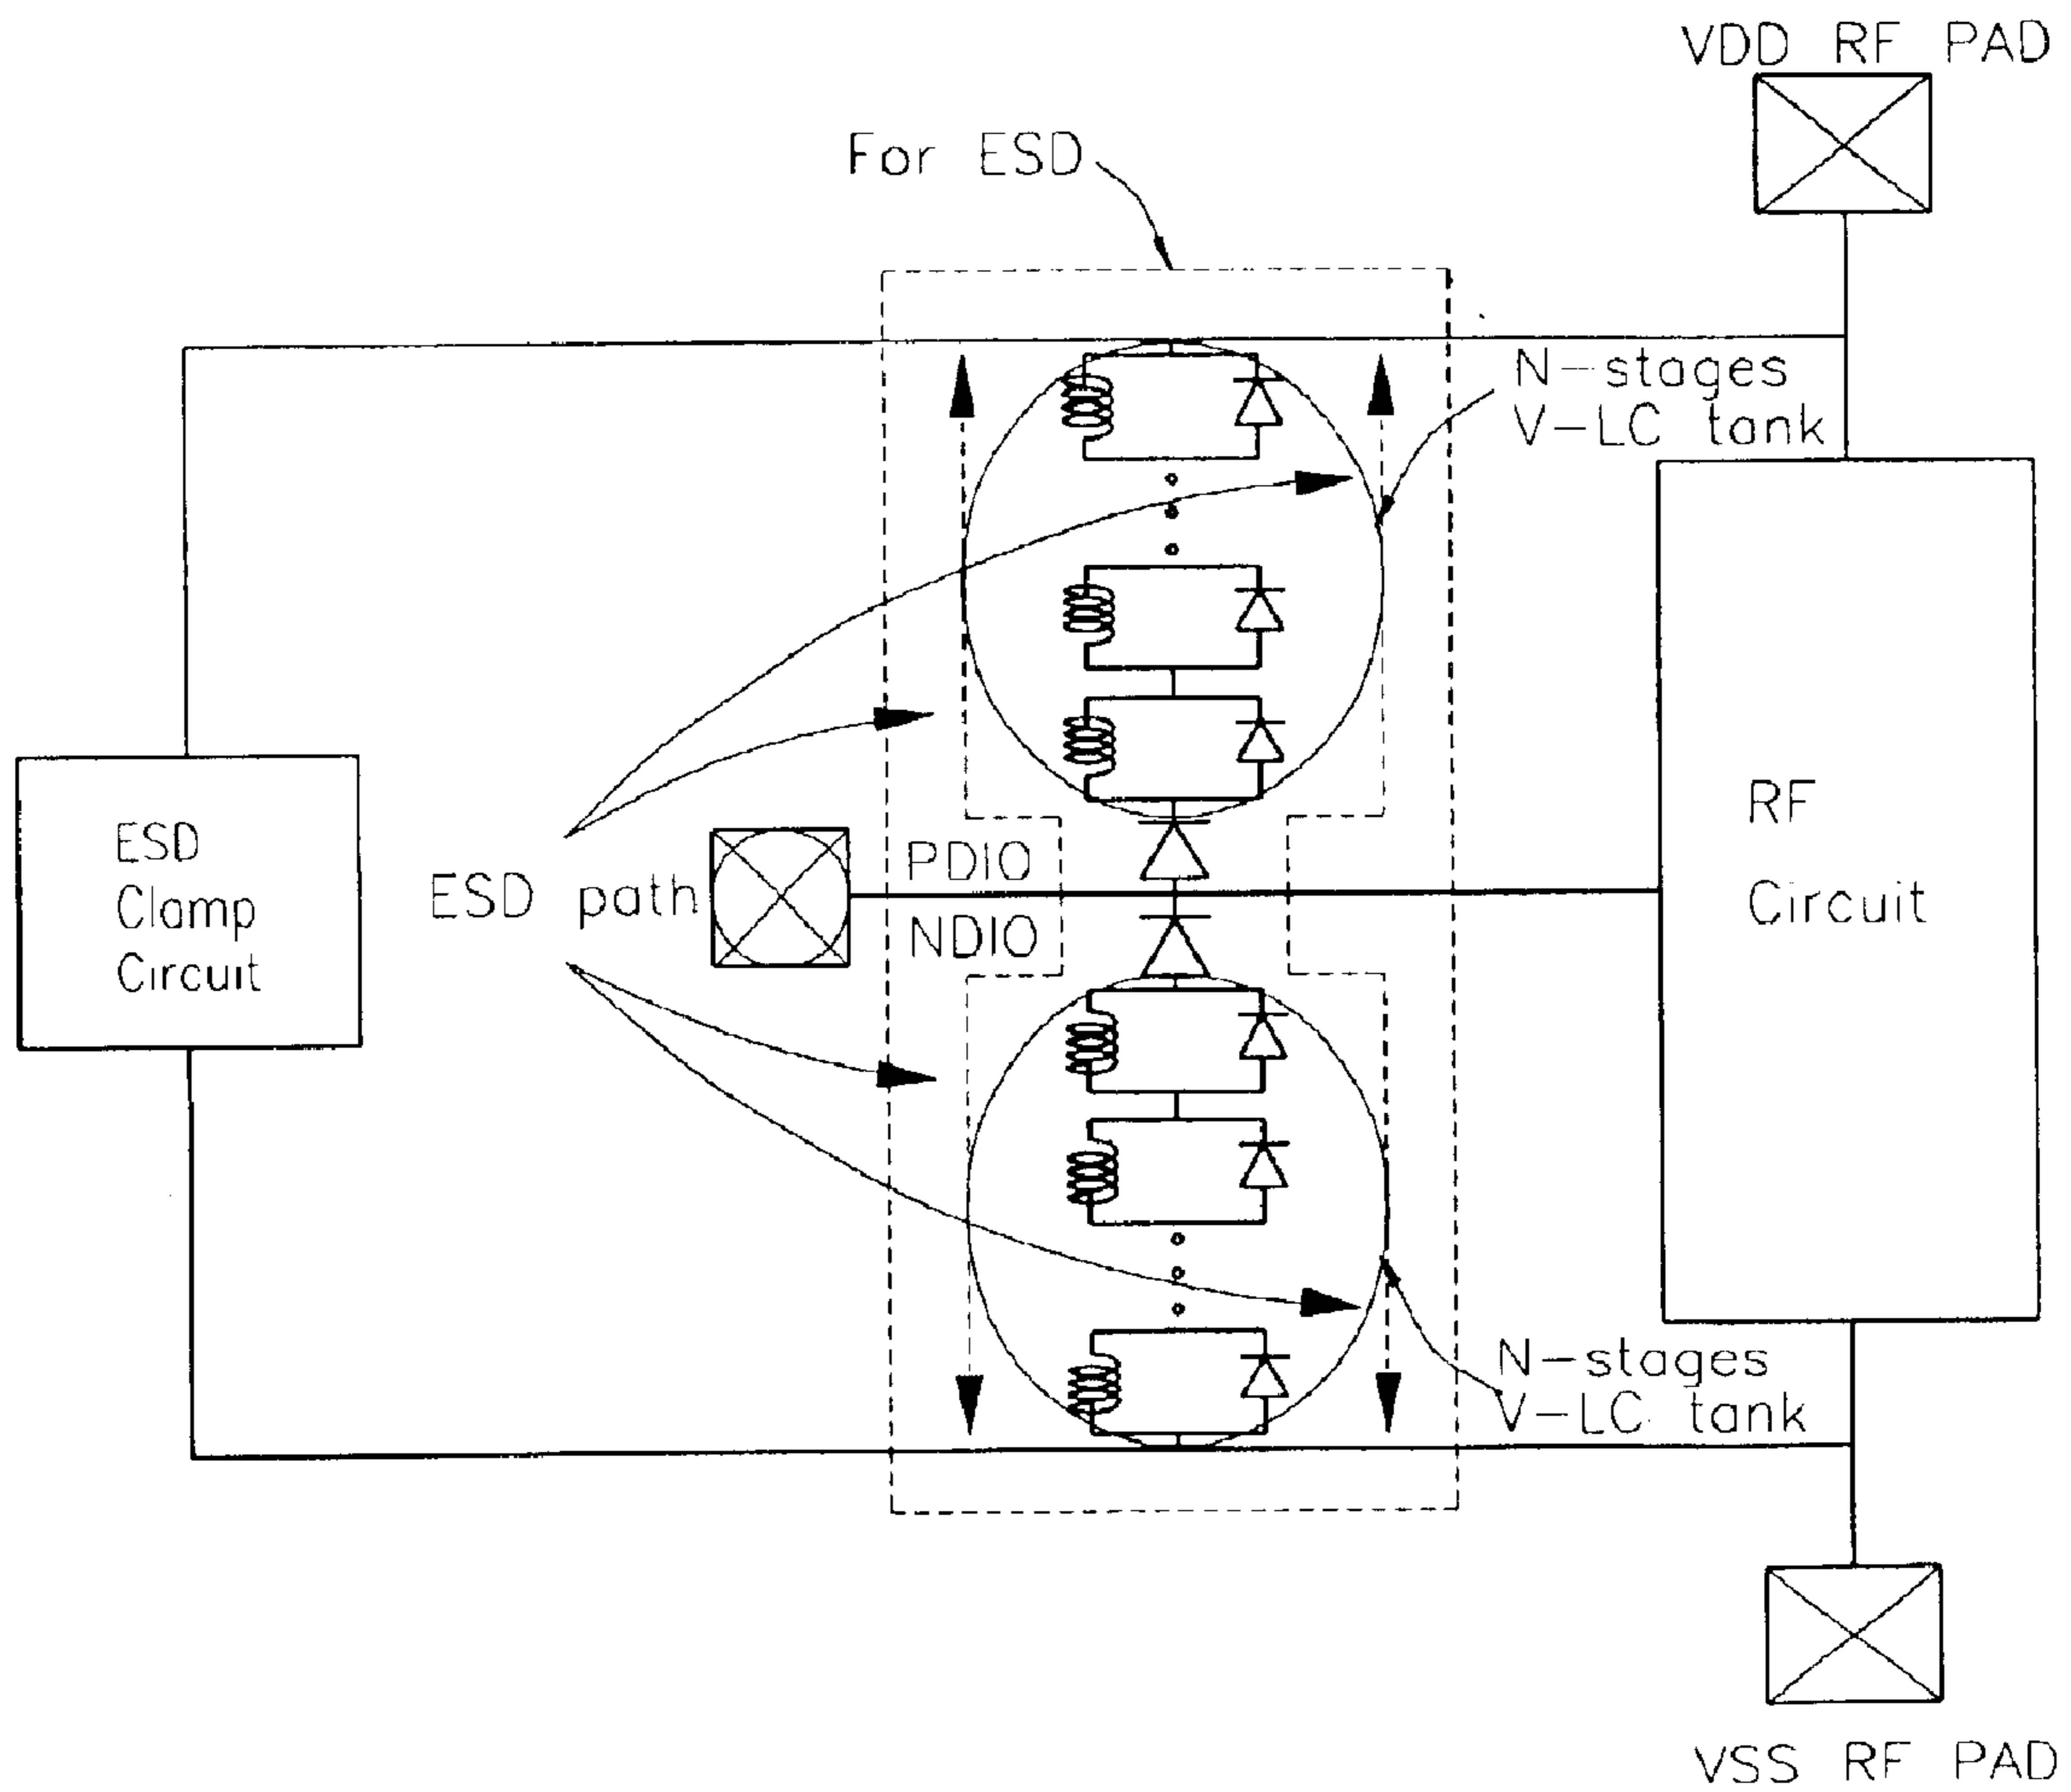 VDD RF PAD
For ESD
N-stages
V-LC tank
ESD
Clamp
Circuit
ESD path
PDIO
NDIO
RF
Circuit
N-stages
V-LC tank
VSS RF PAD